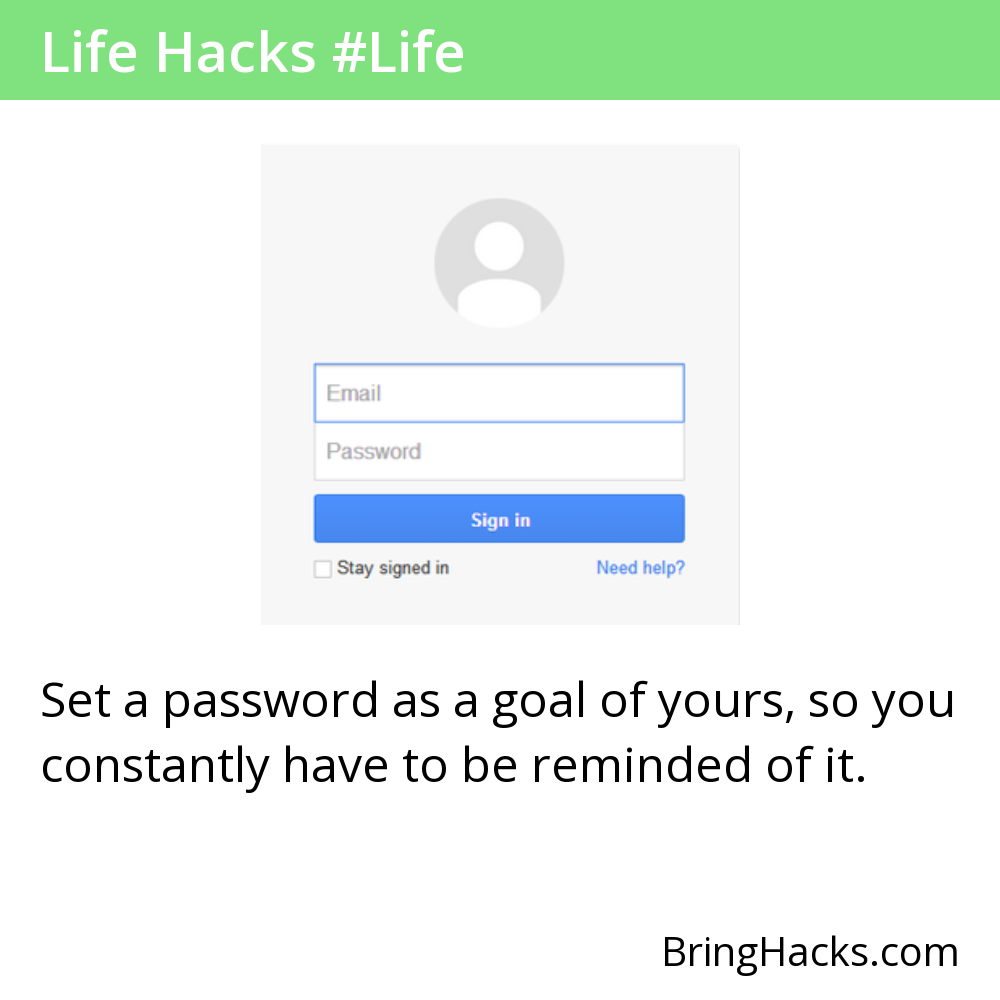 Life Hacks #Life
Email
Password
Sign in
Stay signed in Need help?
Set a password as a goal of yours, so you
constantly have to be reminded of it.
BringHacks.com